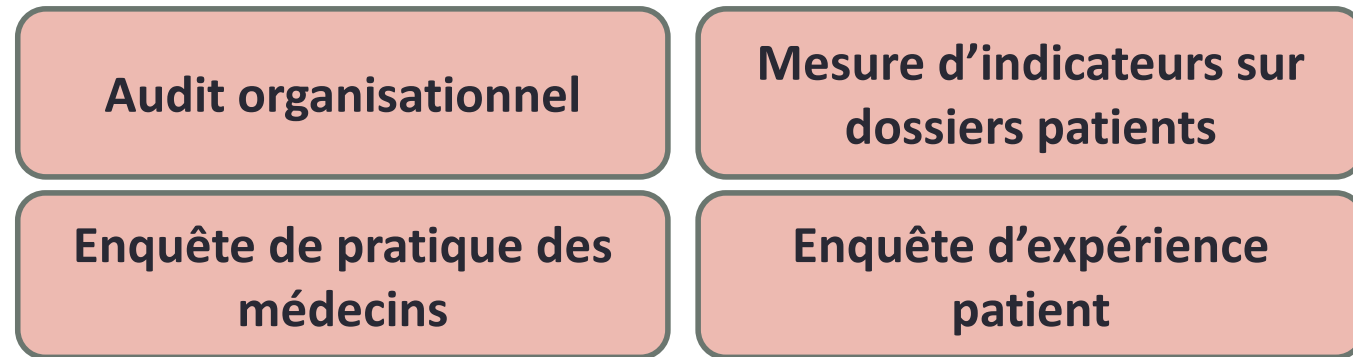 Audit organisationnel
Mesure d’indicateurs sur
dossiers patients
Enquête de pratique des
médecins
Enquête d’expérience
patient